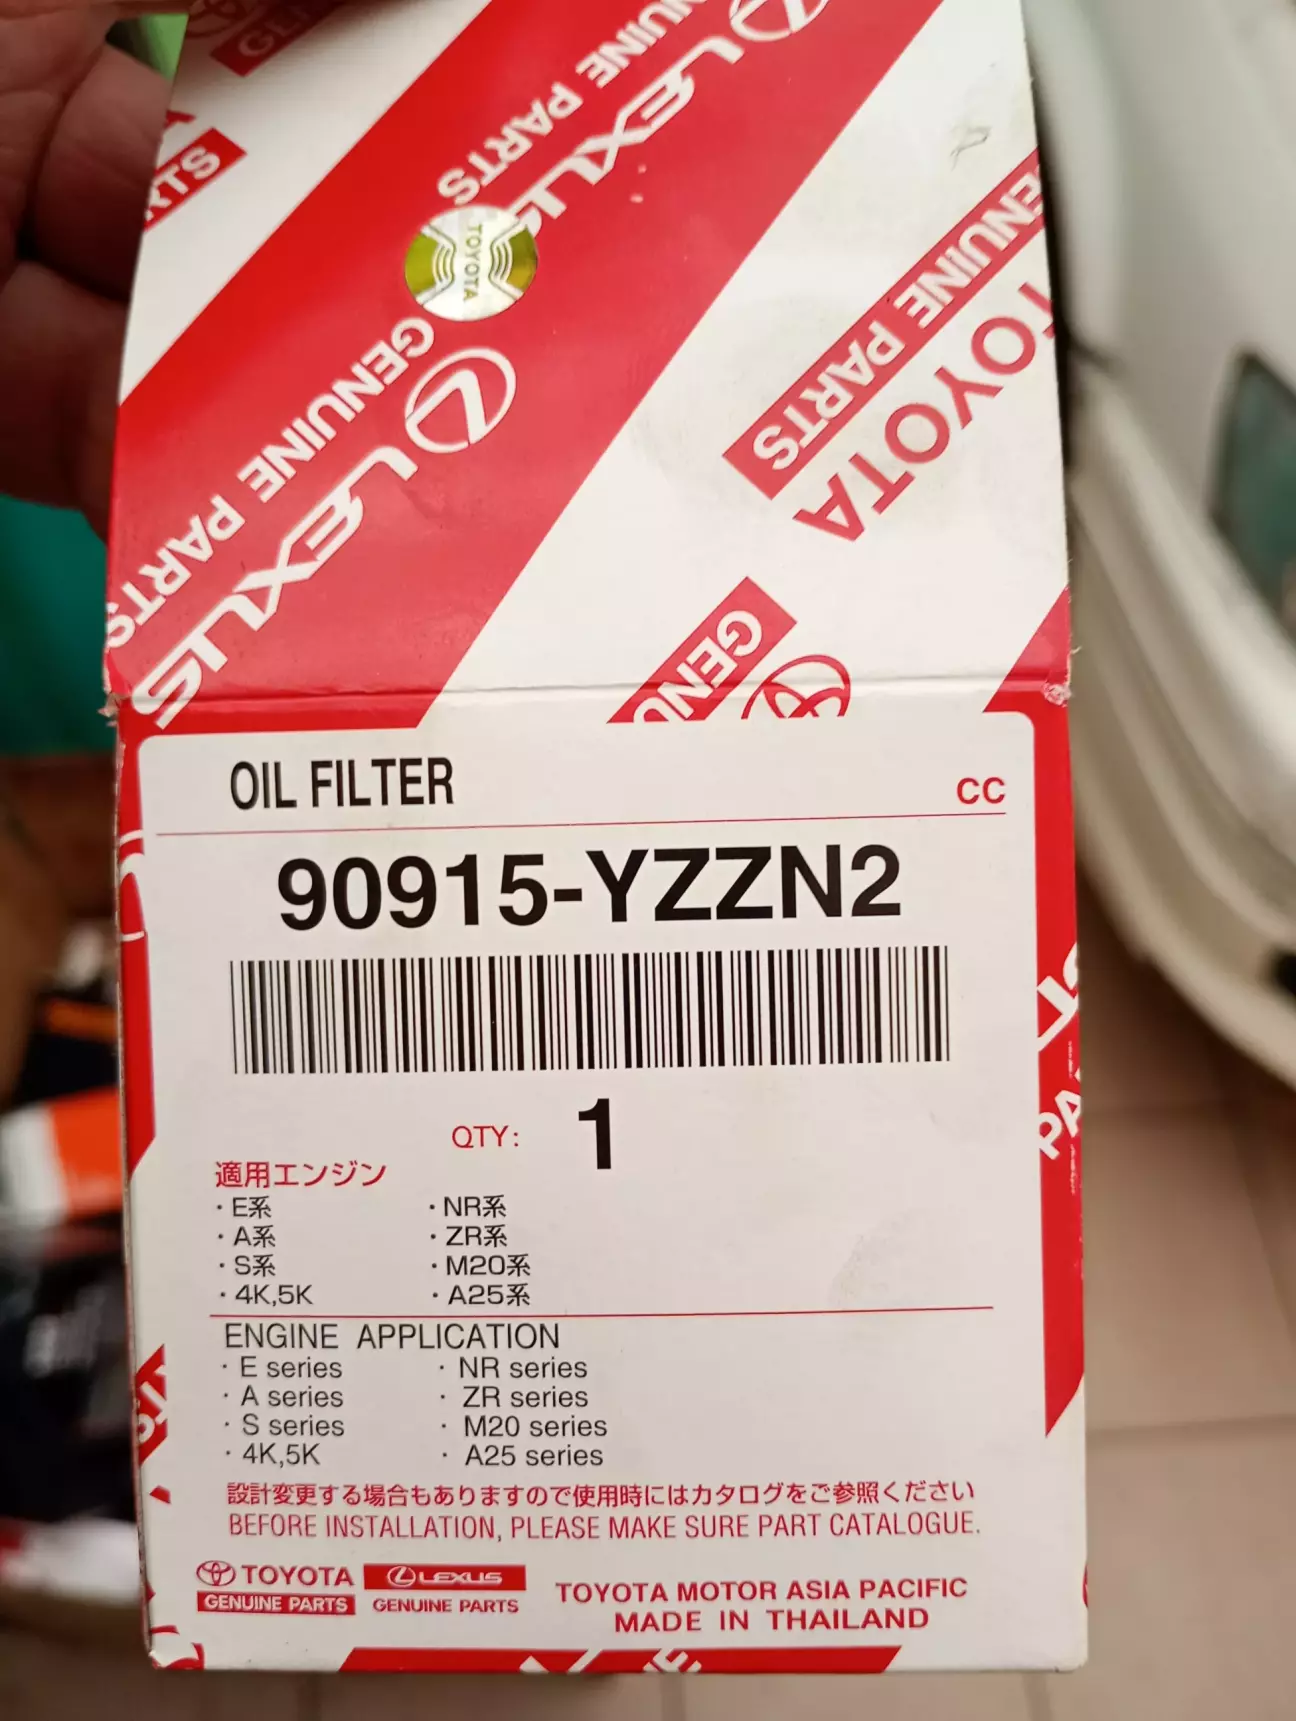 GENUINE PARTS
LEXUS
GENUINE PARTS
TOYOTA
GENUINE PARTS
LEXUS
GENUINE PARTS
TOYOTA
OIL FILTER
CC
90915-YZZN2
QTY: 1
適用エンジン
・E系 ・NR系
・A系 ・ZR系
・S系 ・M20系
・4K,5K ・A25系
ENGINE APPLICATION
・E series ・NR series
・A series ・ZR series
・S series ・M20 series
・4K,5K ・A25 series
設計変更する場合もありますので使用時にはカタログをご参照ください
BEFORE INSTALLATION, PLEASE MAKE SURE PART CATALOGUE.
TOYOTA LEXUS
GENUINE PARTS GENUINE PARTS
TOYOTA MOTOR ASIA PACIFIC
MADE IN THAILAND